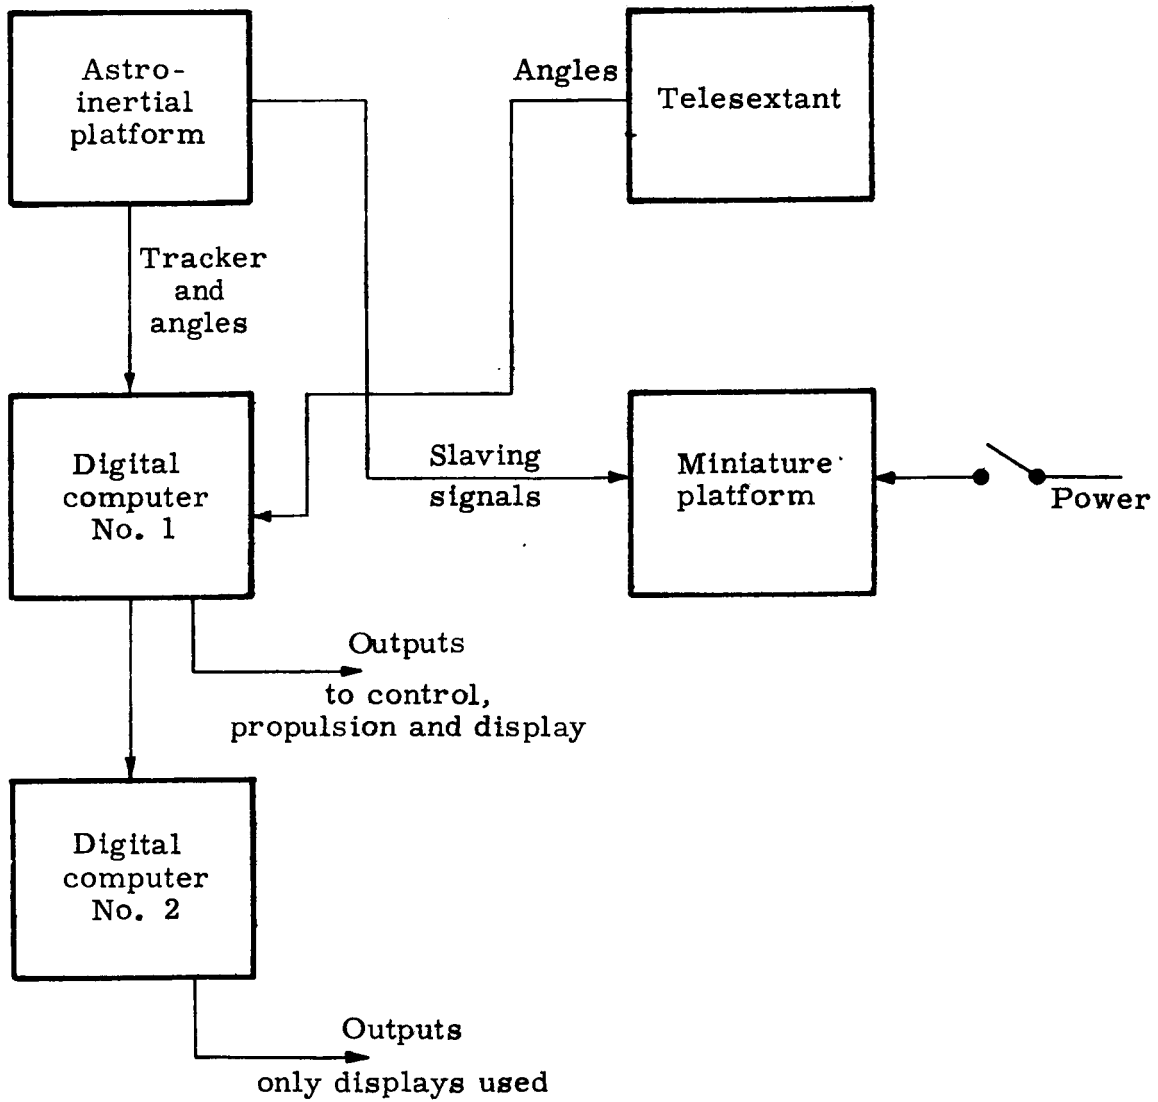 Astro-
inertial
platform
Angles
Telesextant
Tracker
and
angles
Digital
computer
No. 1
Slaving
signals
Miniature
platform
Power
Outputs
to control,
propulsion and display
Digital
computer
No. 2
Outputs
only displays used